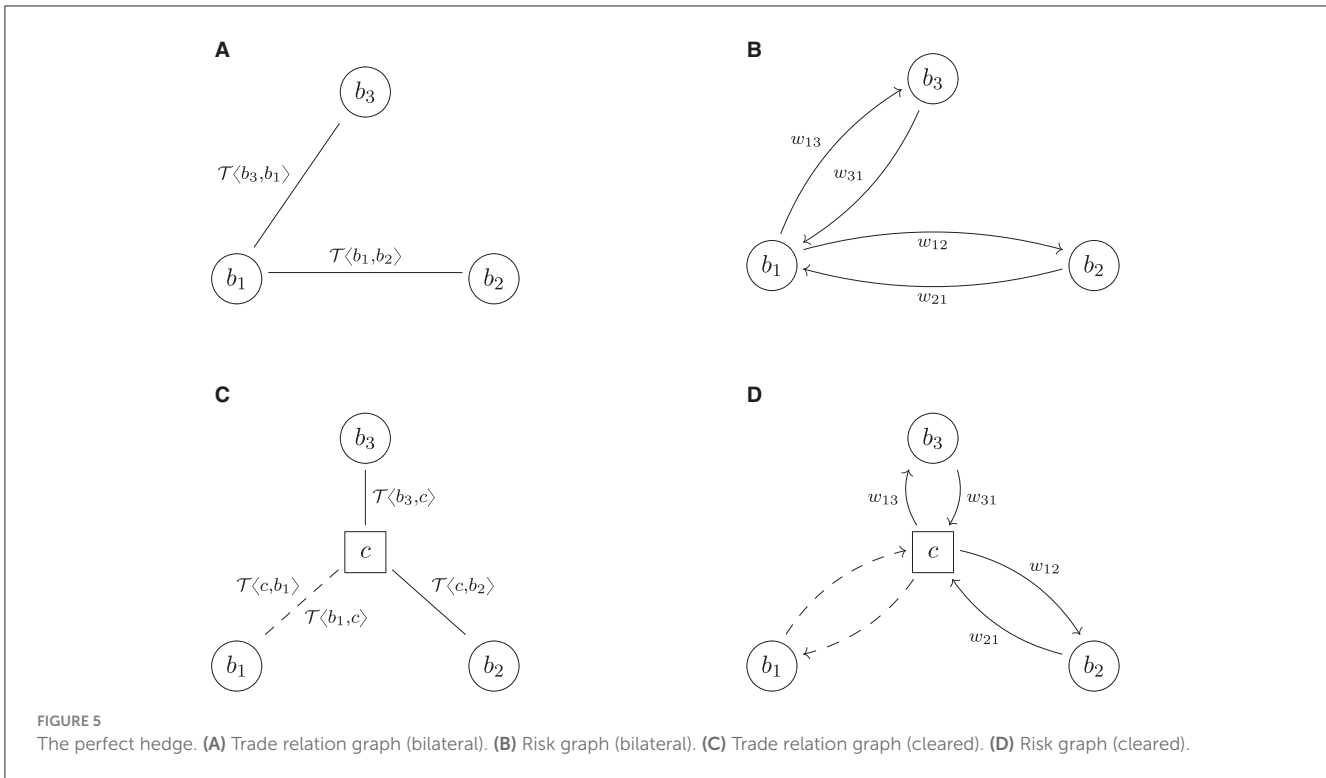 A
b₃
𝒯⟨b₃,b₁⟩
𝒯⟨b₁,b₂⟩
b₁
b₂
B
b₃
w₁₃
w₃₁
w₁₂
b₁
b₂
w₂₁
C
b₃
𝒯⟨b₃,c⟩
c
𝒯⟨c,b₁⟩
𝒯⟨c,b₂⟩
𝒯⟨b₁,c⟩
b₁
b₂
D
b₃
w₁₃
w₃₁
c
w₁₂
w₂₁
b₁
b₂
FIGURE 5
The perfect hedge. (A) Trade relation graph (bilateral). (B) Risk graph (bilateral). (C) Trade relation graph (cleared). (D) Risk graph (cleared).